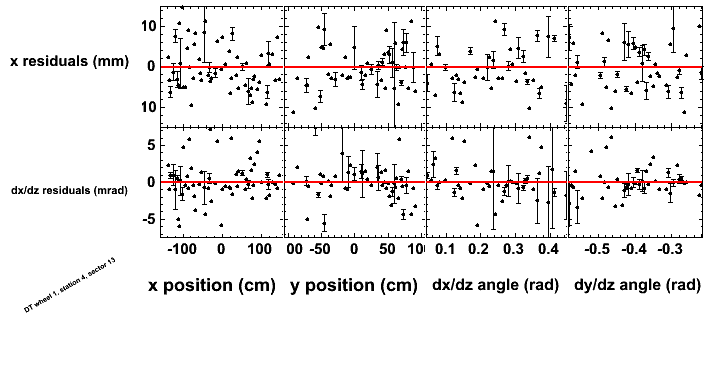 x residuals (mm)
10
0
10
dx/dz residuals (mrad)
5
0
-5
-100 0 100
00 -50 0 50 10
0.1 0.2 0.3 0.4
-0.5 -0.4 -0.3
x position (cm) y position (cm) dx/dz angle (rad) dy/dz angle (rad)
DT wheel 1, station 4, sector 13